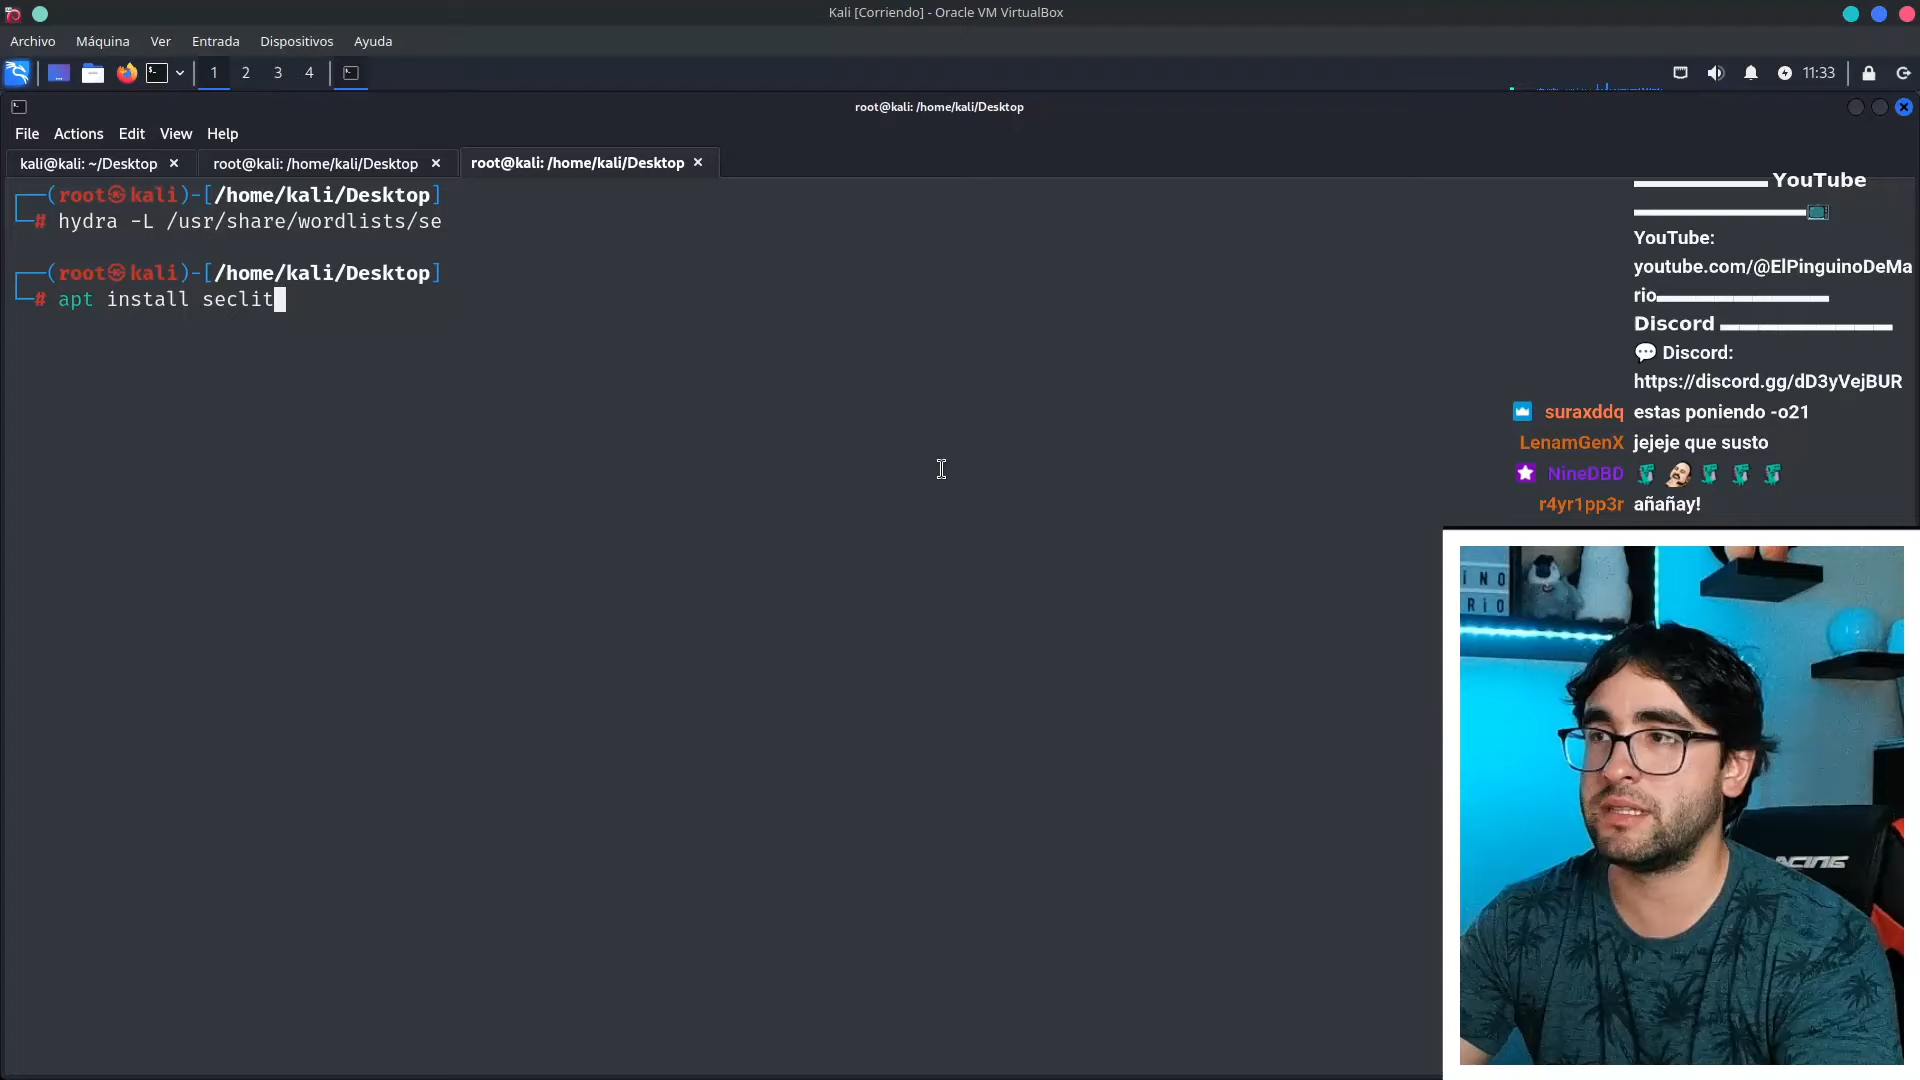 Kali [Corriendo] - Oracle VM VirtualBox
Archivo Máquina Ver Entrada Dispositivos Ayuda
1 2 3 4 11:33
root@kali: /home/kali/Desktop
File Actions Edit View Help
kali@kali: ~/Desktop root@kali: /home/kali/Desktop root@kali: /home/kali/Desktop
┌──(root㉿kali)-[/home/kali/Desktop]
└─# hydra -L /usr/share/wordlists/se
┌──(root㉿kali)-[/home/kali/Desktop]
└─# apt install seclit
YouTube
YouTube:
youtube.com/@ElPinguinoDeMa
rio
Discord
💬 Discord:
https://discord.gg/dD3yVejBUR
suraxddq estas poniendo -o21
LenamGenX jejeje que susto
NineDBD
r4yr1pp3r añañay!
INO
RIO
ACING